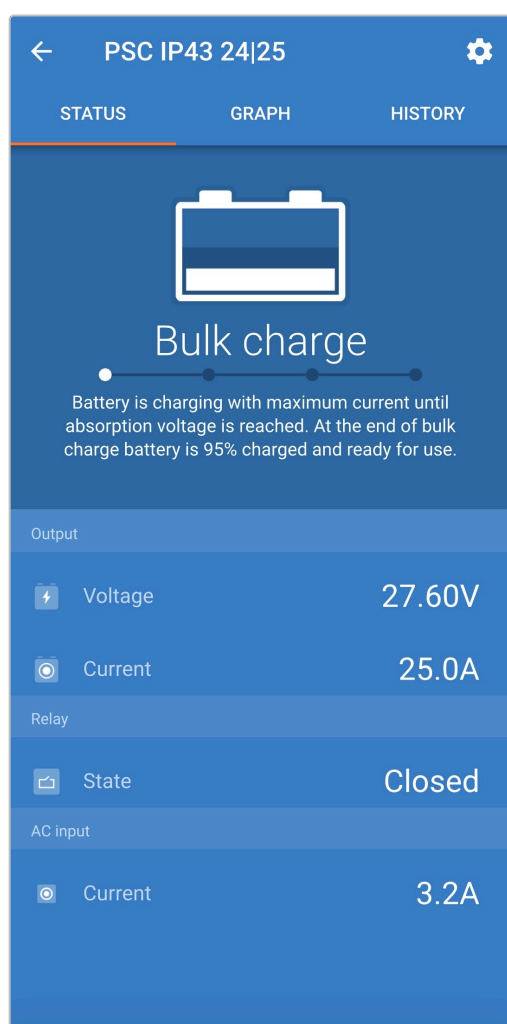 PSC IP43 24|25
STATUS GRAPH HISTORY
Bulk charge
Battery is charging with maximum current until
absorption voltage is reached. At the end of bulk
charge battery is 95% charged and ready for use.
Output
Voltage 27.60V
Current 25.0A
Relay
State Closed
AC input
Current 3.2A